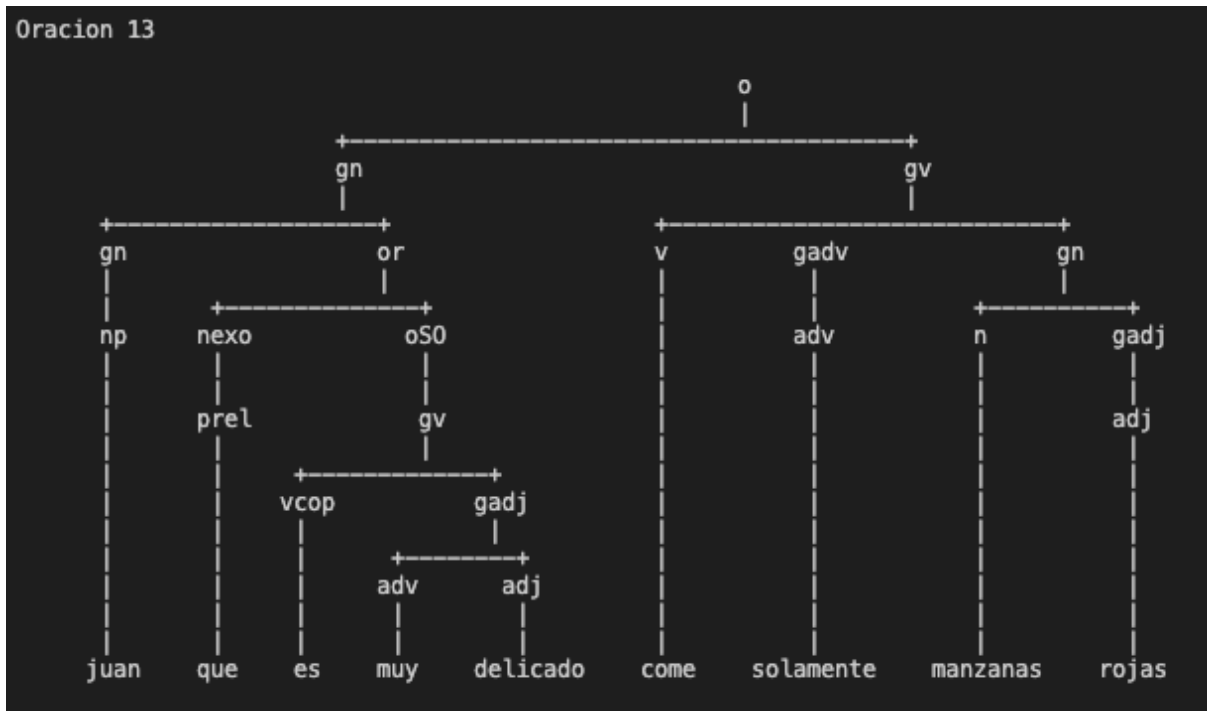 Oracion 13
o
gn gv
gn or v gadv gn
np nexo oSO adv n gadj
prel gv adj
vcop gadj
adv adj
juan que es muy delicado come solamente manzanas rojas